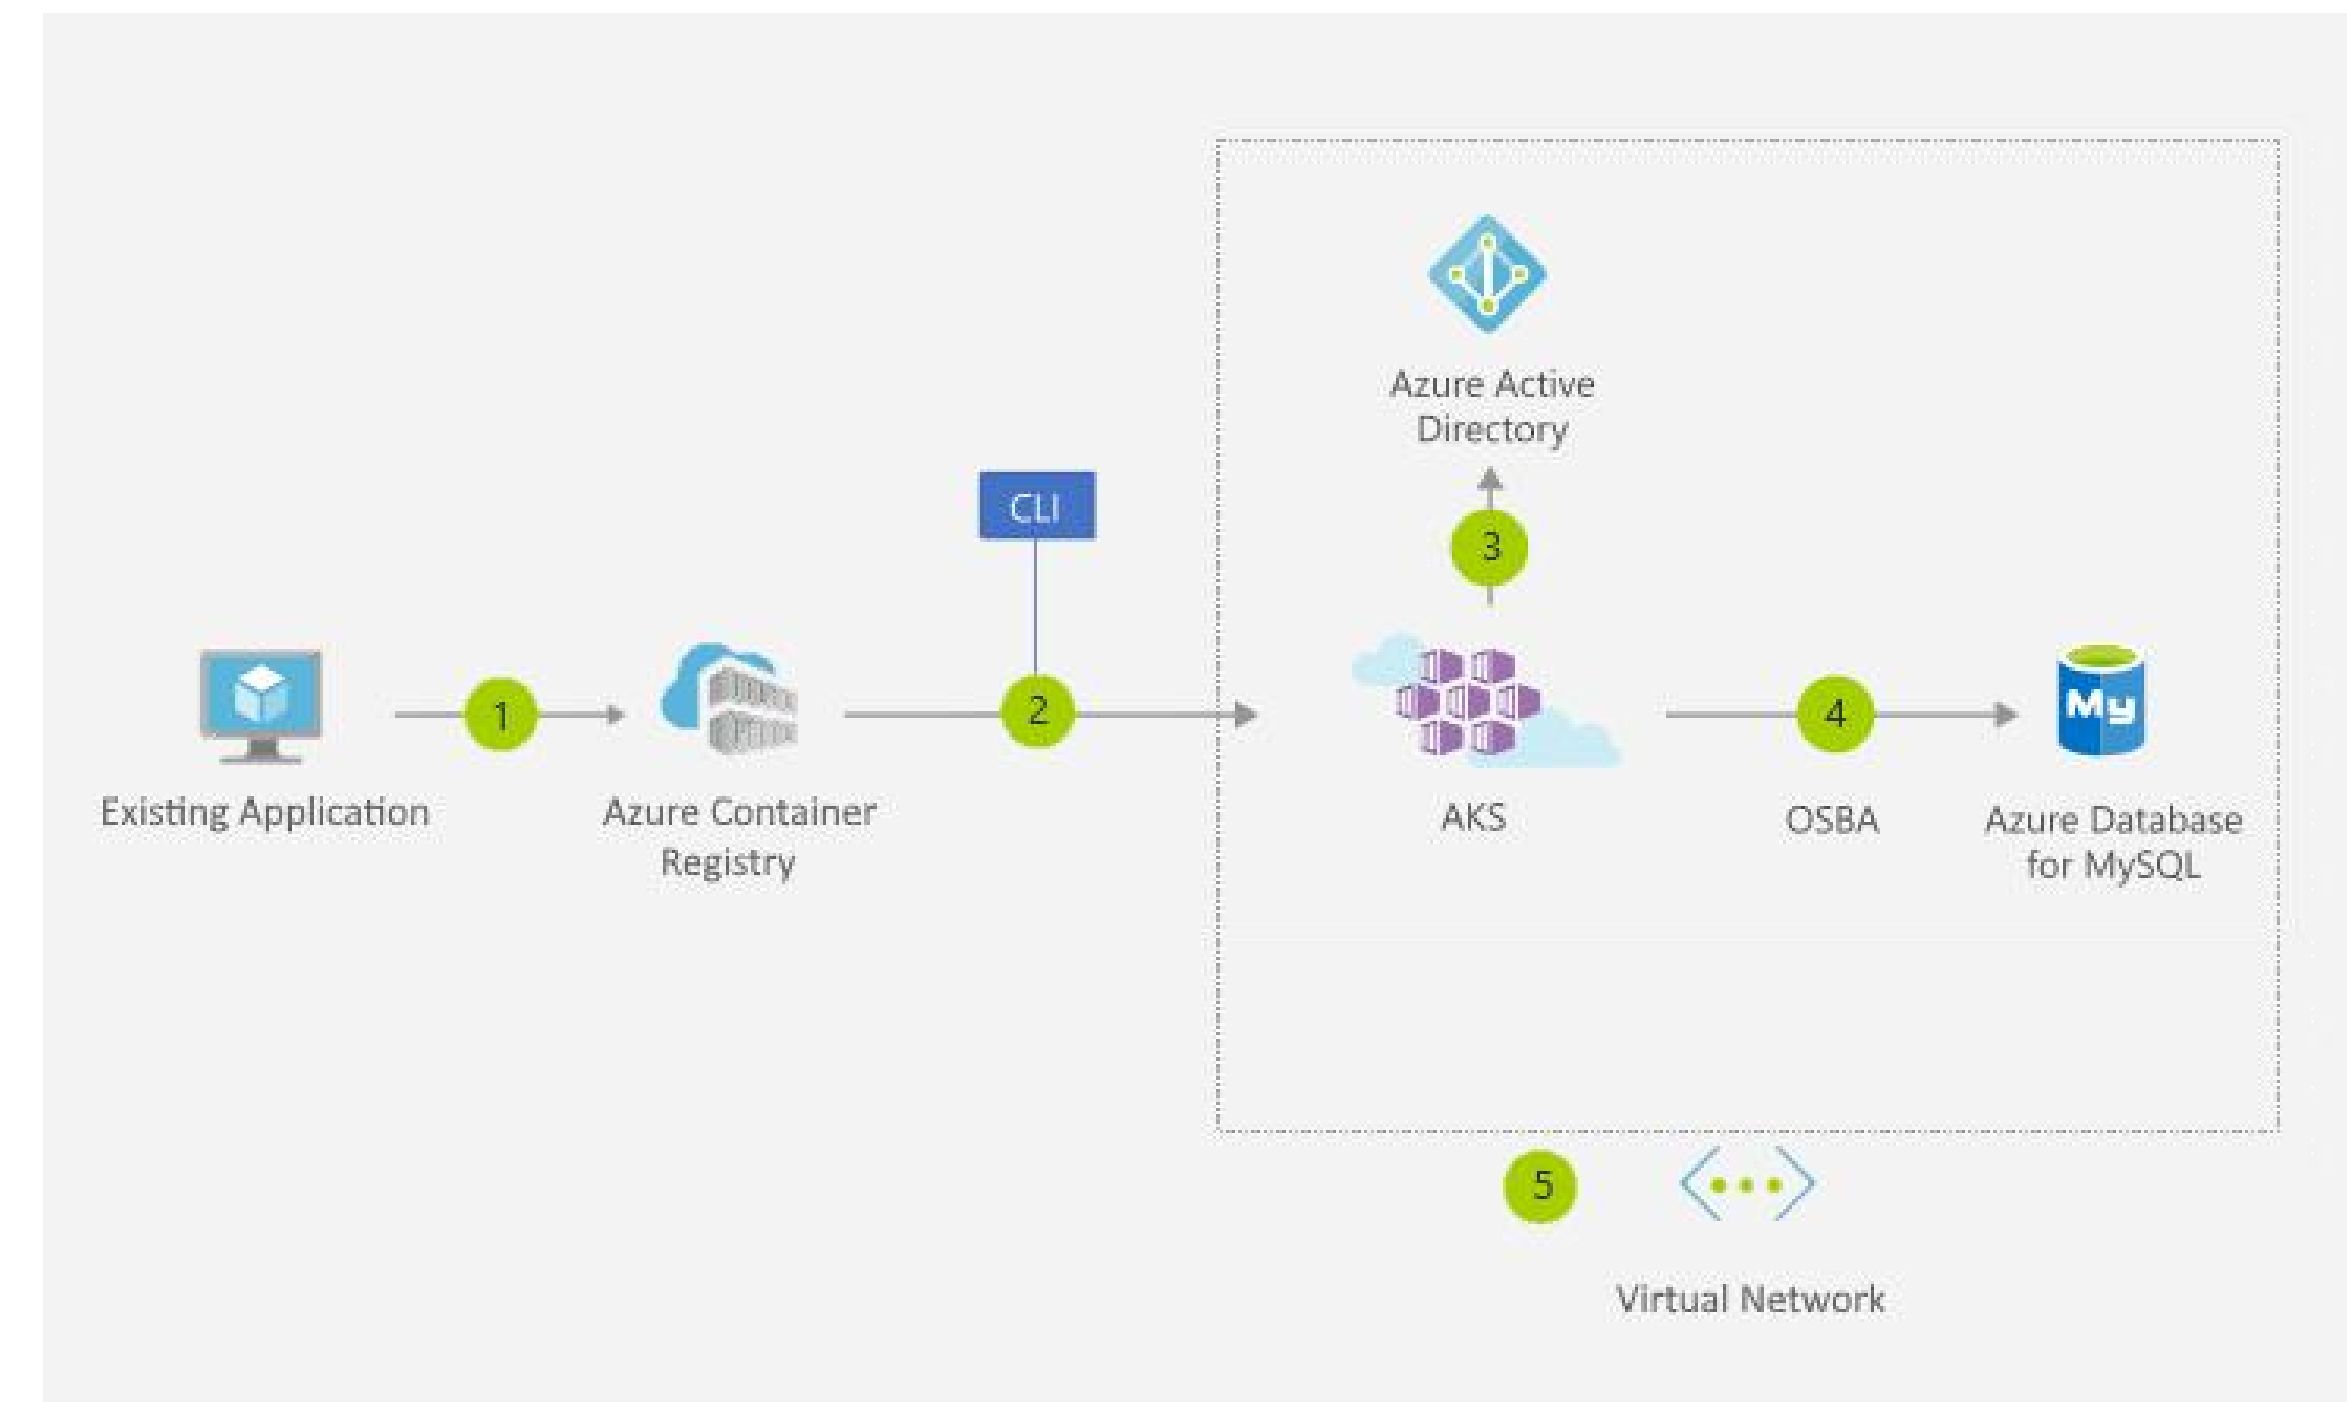 Azure Active
Directory
3
CLI
1
2
4
My
Existing Application
Azure Container
Registry
AKS
OSBA
Azure Database
for MySQL
5
Virtual Network